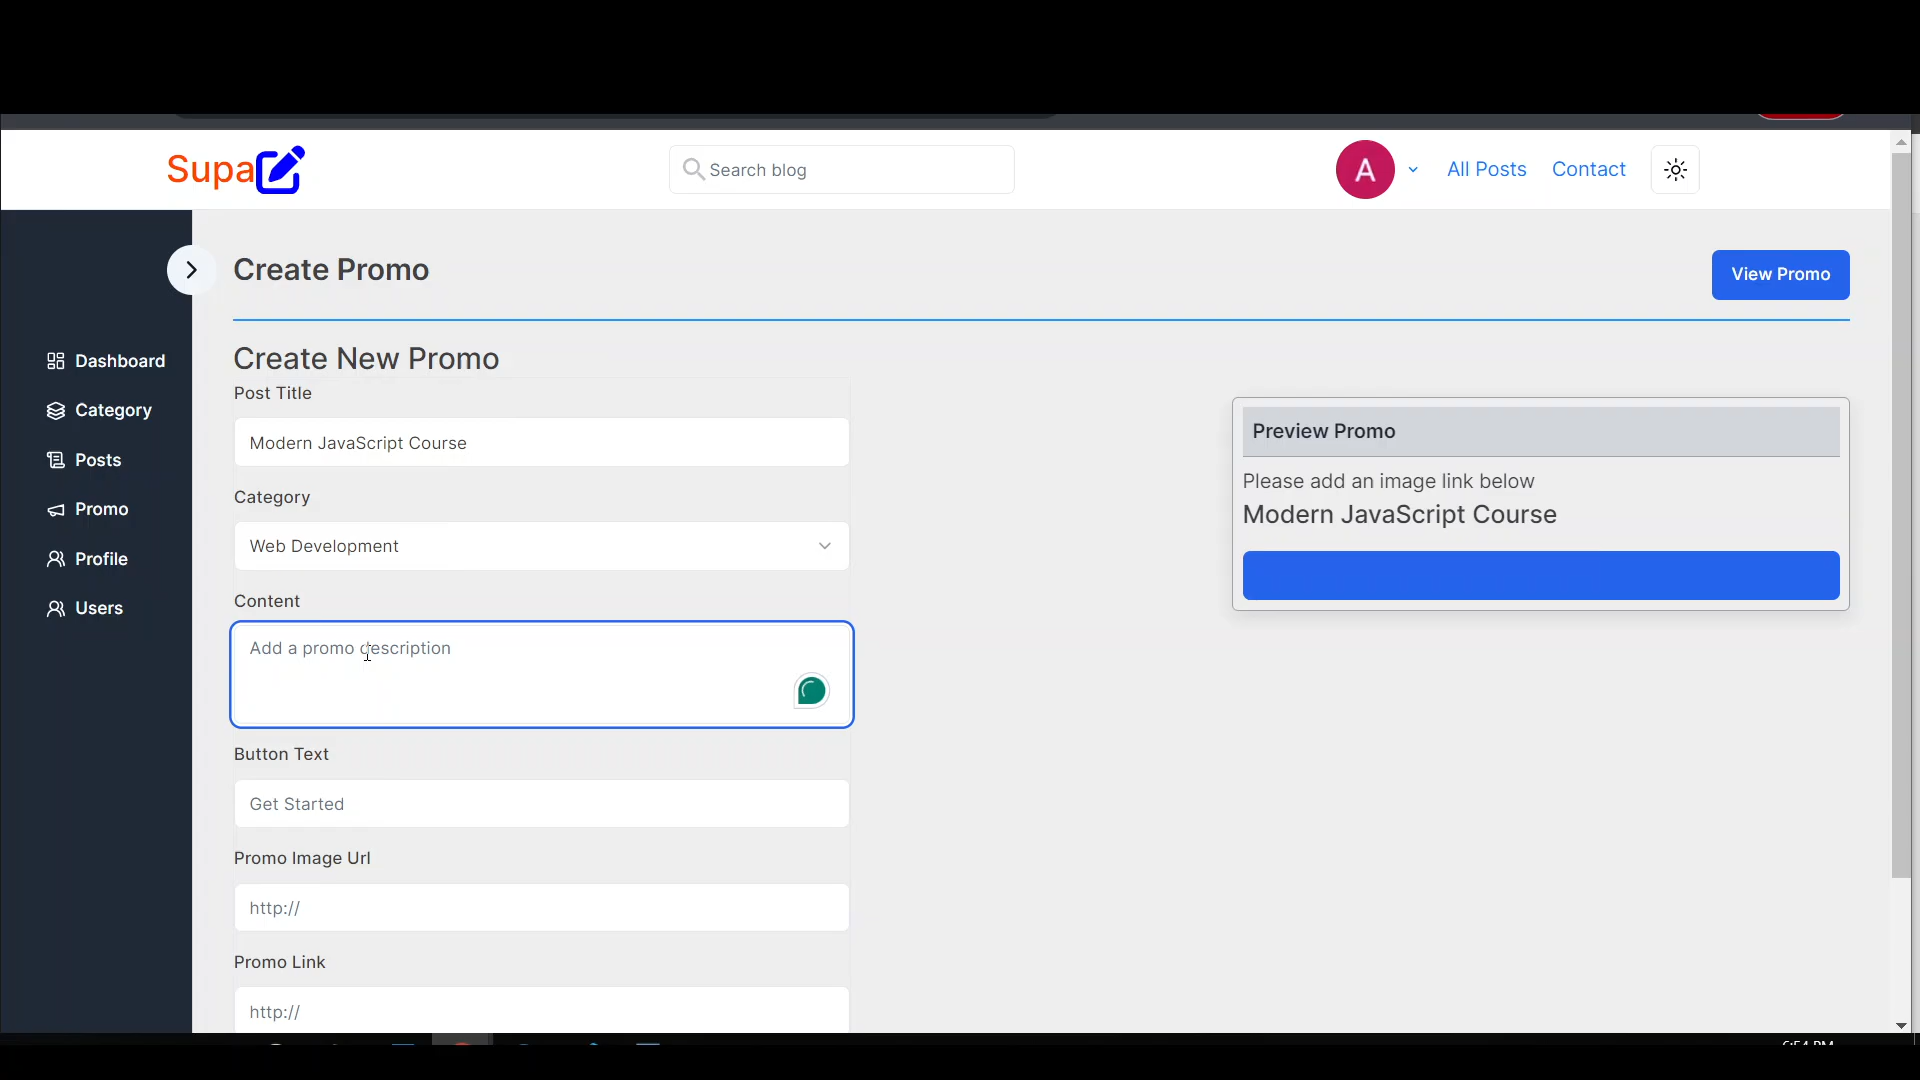 Supa
Search blog
A
All Posts
Contact
Create Promo
View Promo
Dashboard
Category
Posts
Promo
Profile
Users
Create New Promo
Post Title
Modern JavaScript Course
Category
Web Development
Content
Add a promo description
Button Text
Get Started
Promo Image Url
http://
Promo Link
http://
Preview Promo
Please add an image link below
Modern JavaScript Course